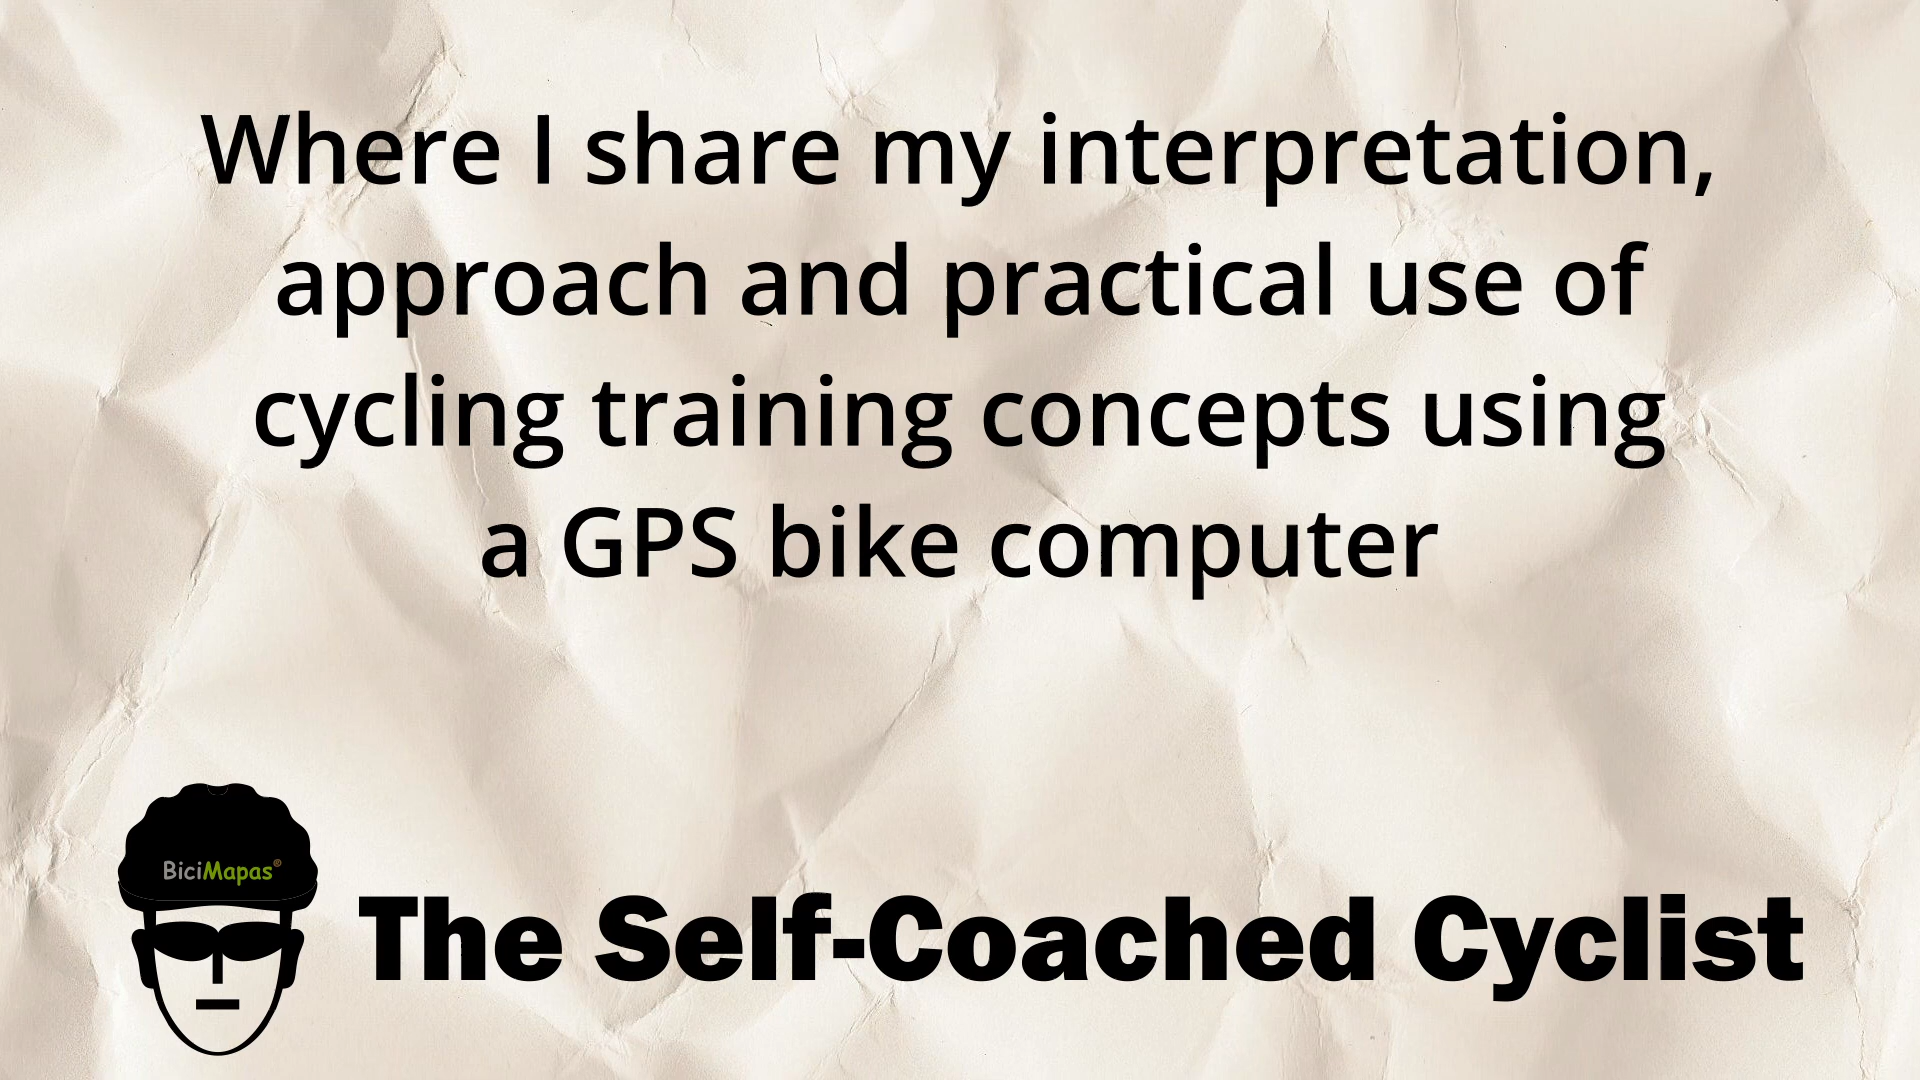 Where I share my interpretation,
approach and practical use of
cycling training concepts using
a GPS bike computer
BiciMapas®
The Self-Coached Cyclist